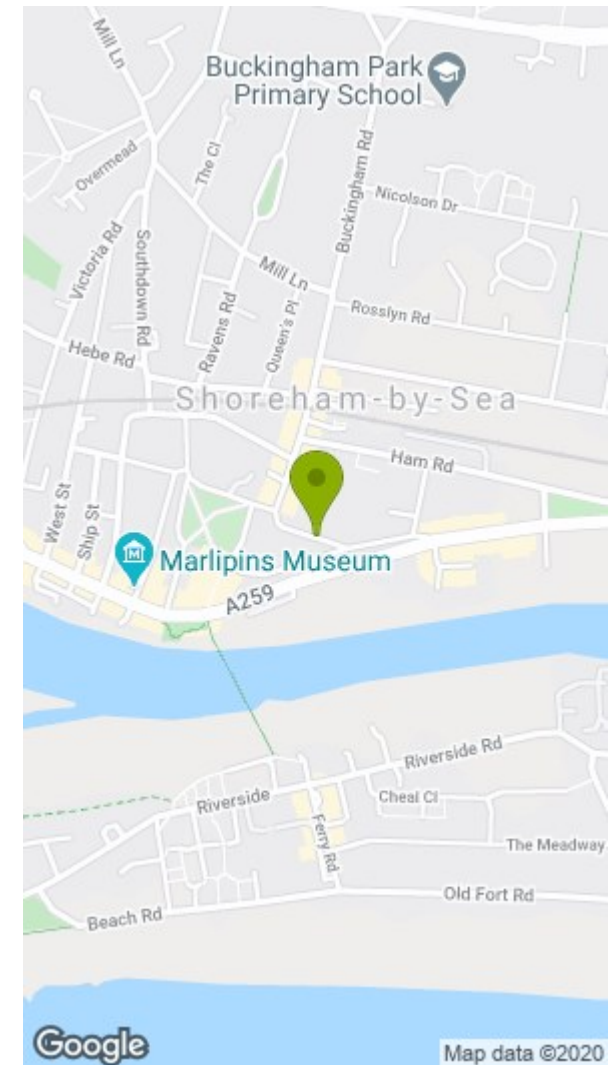 Mill Ln
Buckingham Park
Primary School
Overmead
The Cl
Buckingham Rd
Nicolson Dr
Victoria Rd
Southdown Rd
Mill Ln
Ravens Rd
Queen's Pl
Rosslyn Rd
Hebe Rd
Shoreham-by-Sea
Ham Rd
West St
Ship St
Marlipins Museum
A259
Riverside Rd
Riverside
Cheal Cl
Ferry Rd
The Meadway
Old Fort Rd
Beach Rd
Google
Map data ©2020